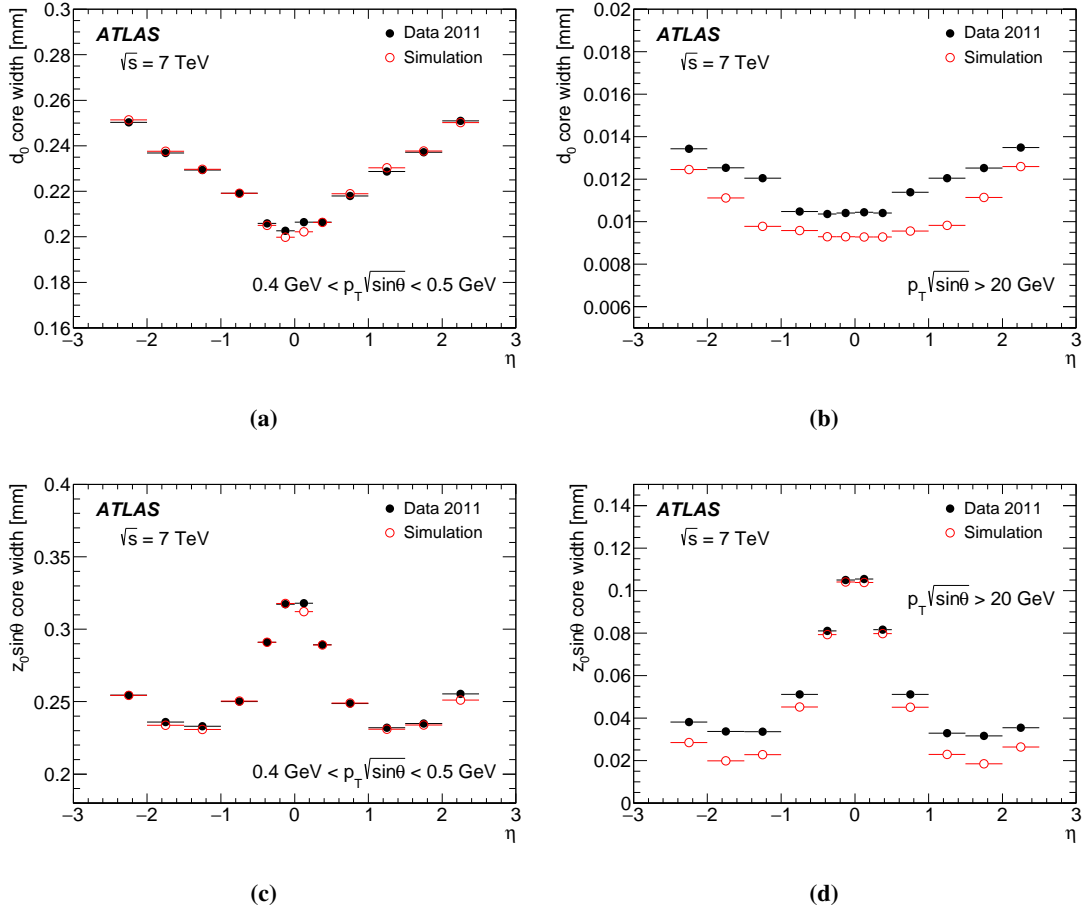 d₀ core width [mm]
0.3
0.28
0.26
0.24
0.22
0.2
0.18
0.16
ATLAS
√s = 7 TeV
Data 2011
Simulation
0.4 GeV < p_T√sinθ < 0.5 GeV
−3 −2 −1 0 1 2 3
η
(a)
d₀ core width [mm]
0.02
0.018
0.016
0.014
0.012
0.01
0.008
0.006
ATLAS
√s = 7 TeV
Data 2011
Simulation
p_T√sinθ > 20 GeV
−3 −2 −1 0 1 2 3
η
(b)
z₀sinθ core width [mm]
0.4
0.35
0.3
0.25
0.2
ATLAS
√s = 7 TeV
Data 2011
Simulation
0.4 GeV < p_T√sinθ < 0.5 GeV
−3 −2 −1 0 1 2 3
η
(c)
z₀sinθ core width [mm]
0.14
0.12
0.1
0.08
0.06
0.04
0.02
0
ATLAS
√s = 7 TeV
Data 2011
Simulation
p_T√sinθ > 20 GeV
−3 −2 −1 0 1 2 3
η
(d)